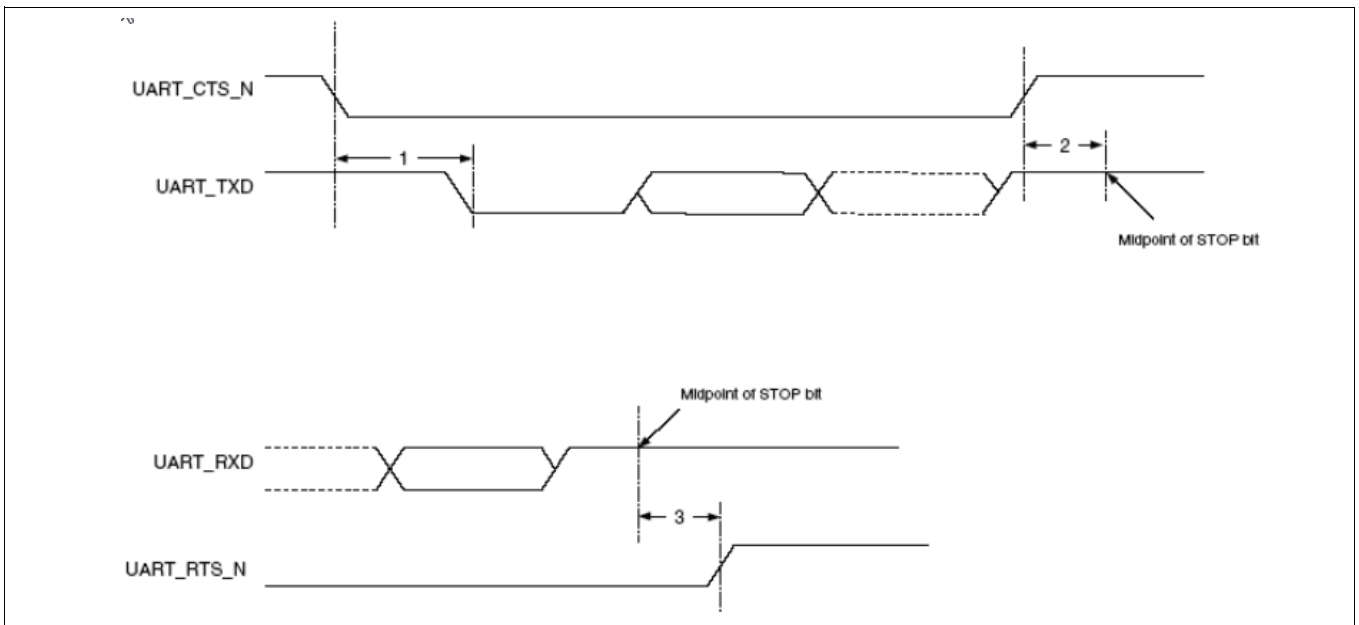 UART_CTS_N
1
2
UART_TXD
Midpoint of STOP bit
Midpoint of STOP bit
UART_RXD
3
UART_RTS_N